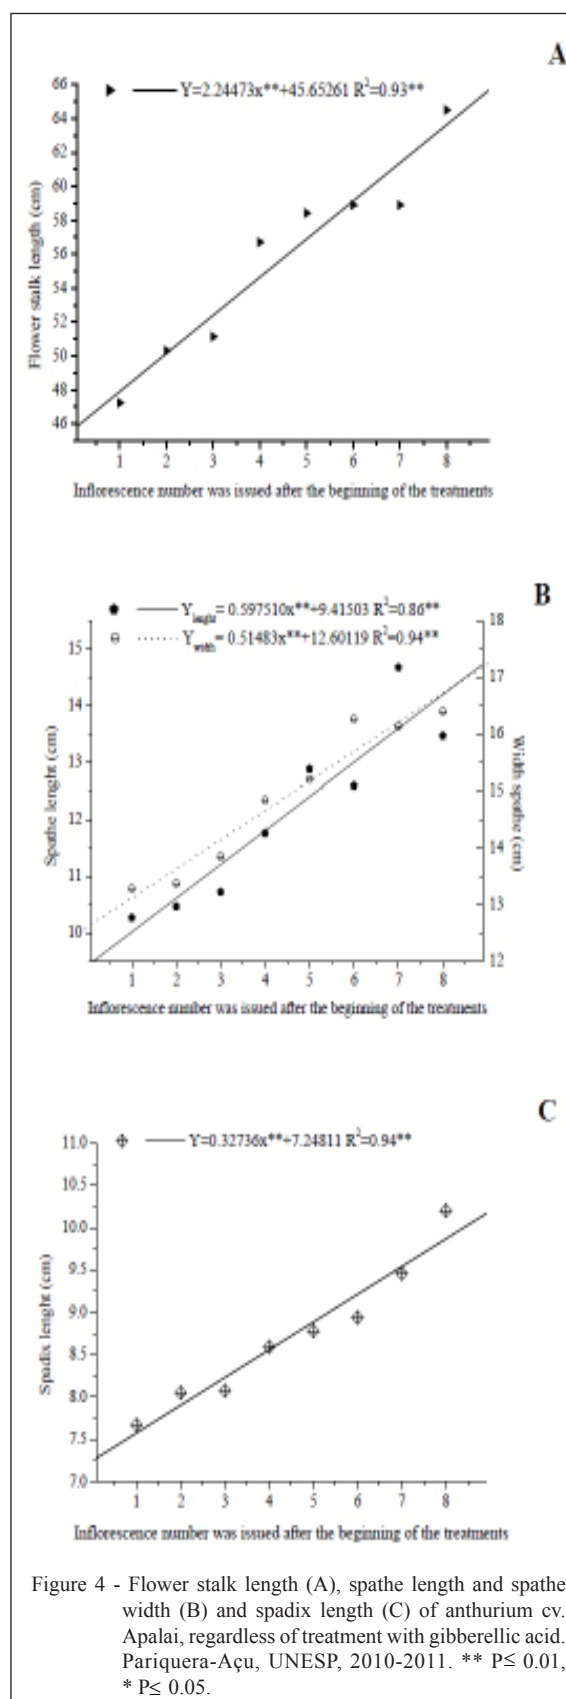 A
Y=2.24473x**+45.65261 R²=0.93**
66
64
62
60
58
56
54
52
50
48
46
Flower stalk length (cm)
1 2 3 4 5 6 7 8
Inflorescence number was issued after the beginning of the treatments
B
Y lenght= 0.597510x**+9.41503 R²=0.86**
Y width= 0.51483x**+12.60119 R²=0.94**
15
14
13
12
11
10
Spathe lenght (cm)
18
17
16
15
14
13
12
Width spathe (cm)
1 2 3 4 5 6 7 8
Inflorescence number was issued after the beginning of the treatments
C
Y=0.32736x**+7.24811 R²=0.94**
11.0
10.5
10.0
9.5
9.0
8.5
8.0
7.5
7.0
Spadix lenght (cm)
1 2 3 4 5 6 7 8
Inflorescence number was issued after the beginning of the treatments
Figure 4 - Flower stalk length (A), spathe length and spathe
width (B) and spadix length (C) of anthurium cv.
Apalai, regardless of treatment with gibberellic acid.
Pariquera-Açu, UNESP, 2010-2011. ** P≤ 0.01,
* P≤ 0.05.